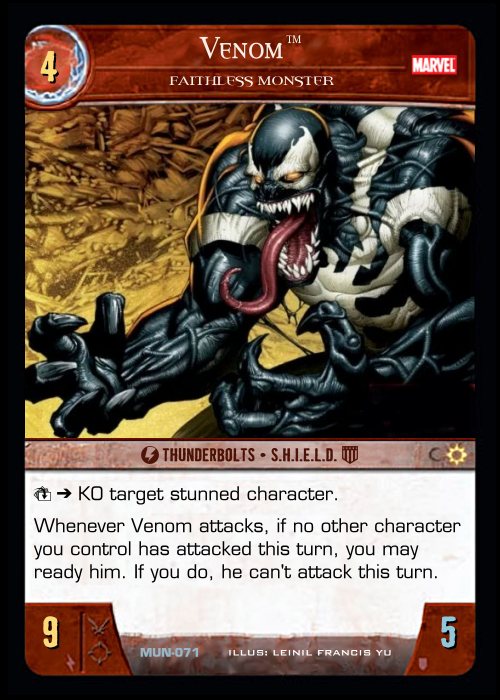 4
VENOM™
FAITHLESS MONSTER
MARVEL
THUNDERBOLTS • S.H.I.E.L.D.
C
➔ KO target stunned character.
Whenever Venom attacks, if no other character
you control has attacked this turn, you may
ready him. If you do, he can't attack this turn.
9
MUN-071
ILLUS: LEINIL FRANCIS YU
5